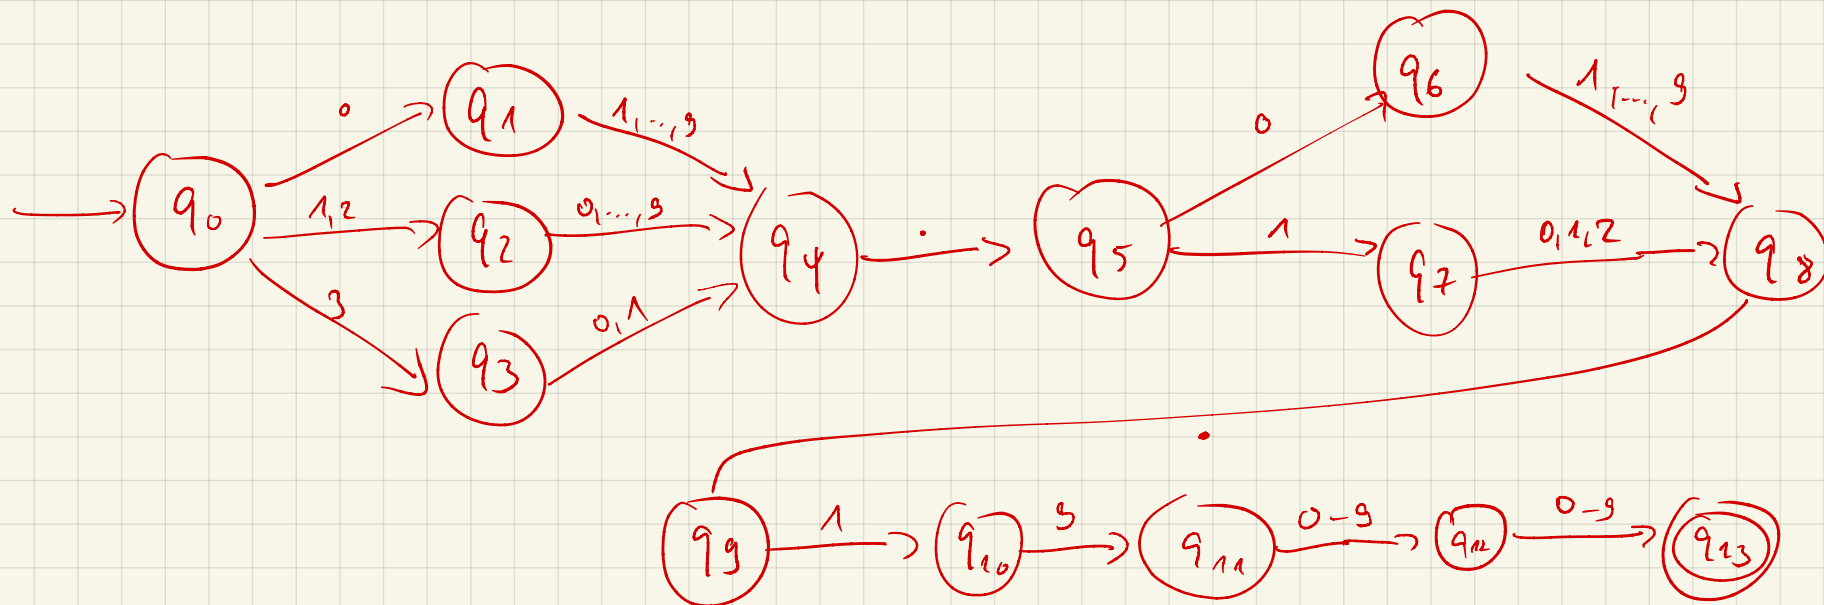 q0
0
q1
1,...,9
1,2
q2
0,...,9
3
q3
0,1
q4
.
q5
0
q6
1,...,9
1
q7
0,1,2
q8
.
q9
1
q10
9
q11
0-9
q12
0-9
q13